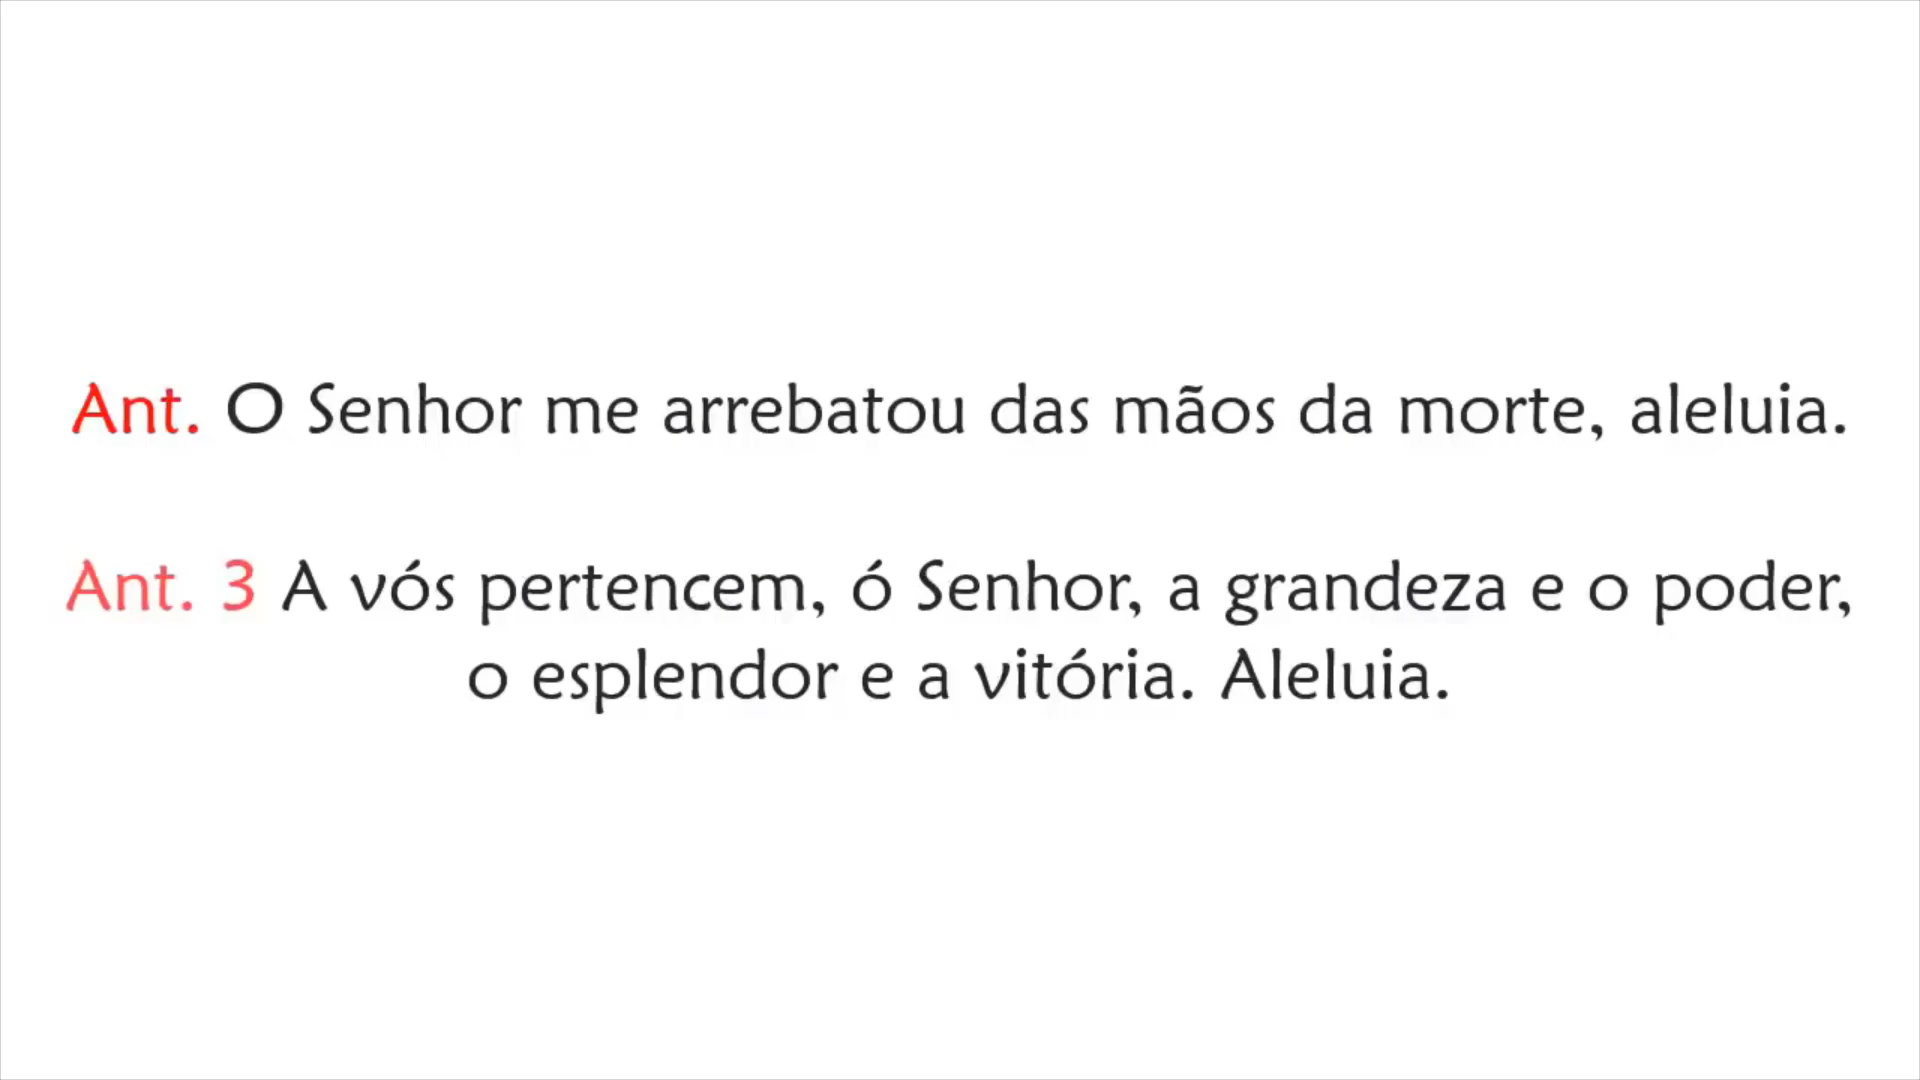 Ant. O Senhor me arrebatou das mãos da morte, aleluia.
Ant. 3 A vós pertencem, ó Senhor, a grandeza e o poder,
o esplendor e a vitória. Aleluia.